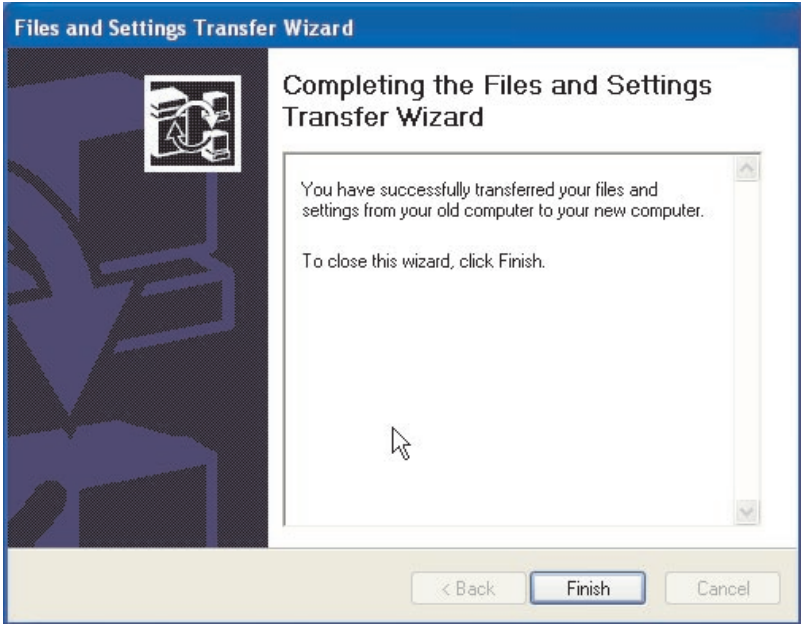 Files and Settings Transfer Wizard
Completing the Files and Settings
Transfer Wizard
You have successfully transferred your files and
settings from your old computer to your new computer.
To close this wizard, click Finish.
< Back Finish Cancel